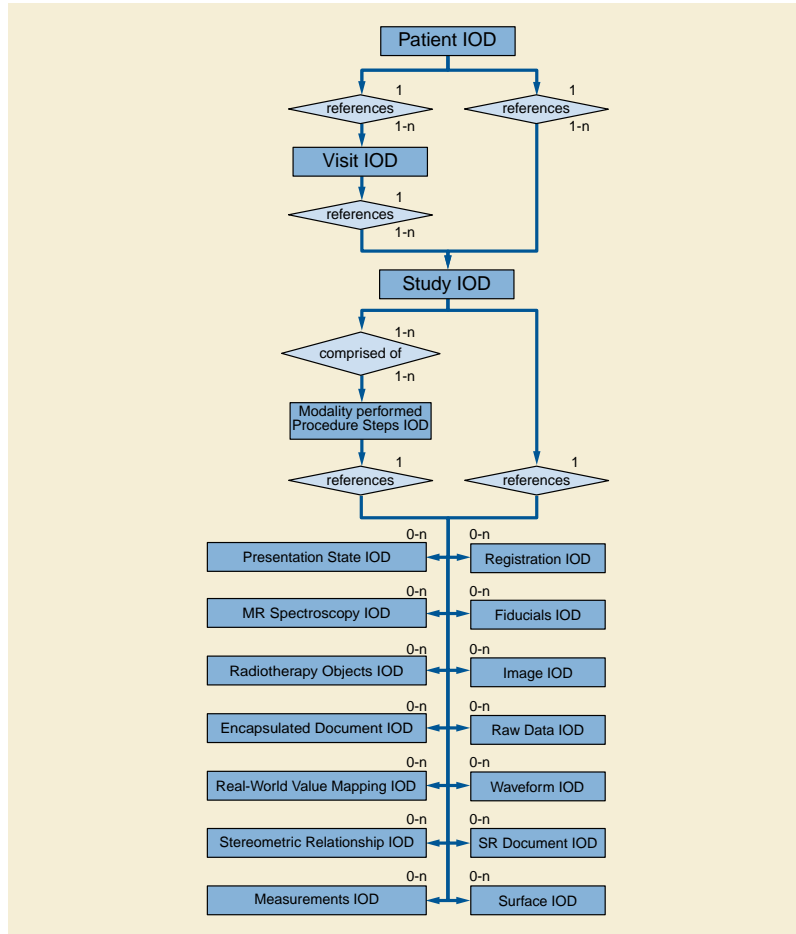 Patient IOD
1
1
references
references
1-n
1-n
Visit IOD
1
references
1-n
Study IOD
1-n
comprised of
1-n
Modality performed
Procedure Steps IOD
1
1
references
references
0-n
0-n
Presentation State IOD
Registration IOD
0-n
0-n
MR Spectroscopy IOD
Fiducials IOD
0-n
0-n
Radiotherapy Objects IOD
Image IOD
0-n
0-n
Encapsulated Document IOD
Raw Data IOD
0-n
0-n
Real-World Value Mapping IOD
Waveform IOD
0-n
0-n
Stereometric Relationship IOD
SR Document IOD
0-n
0-n
Measurements IOD
Surface IOD